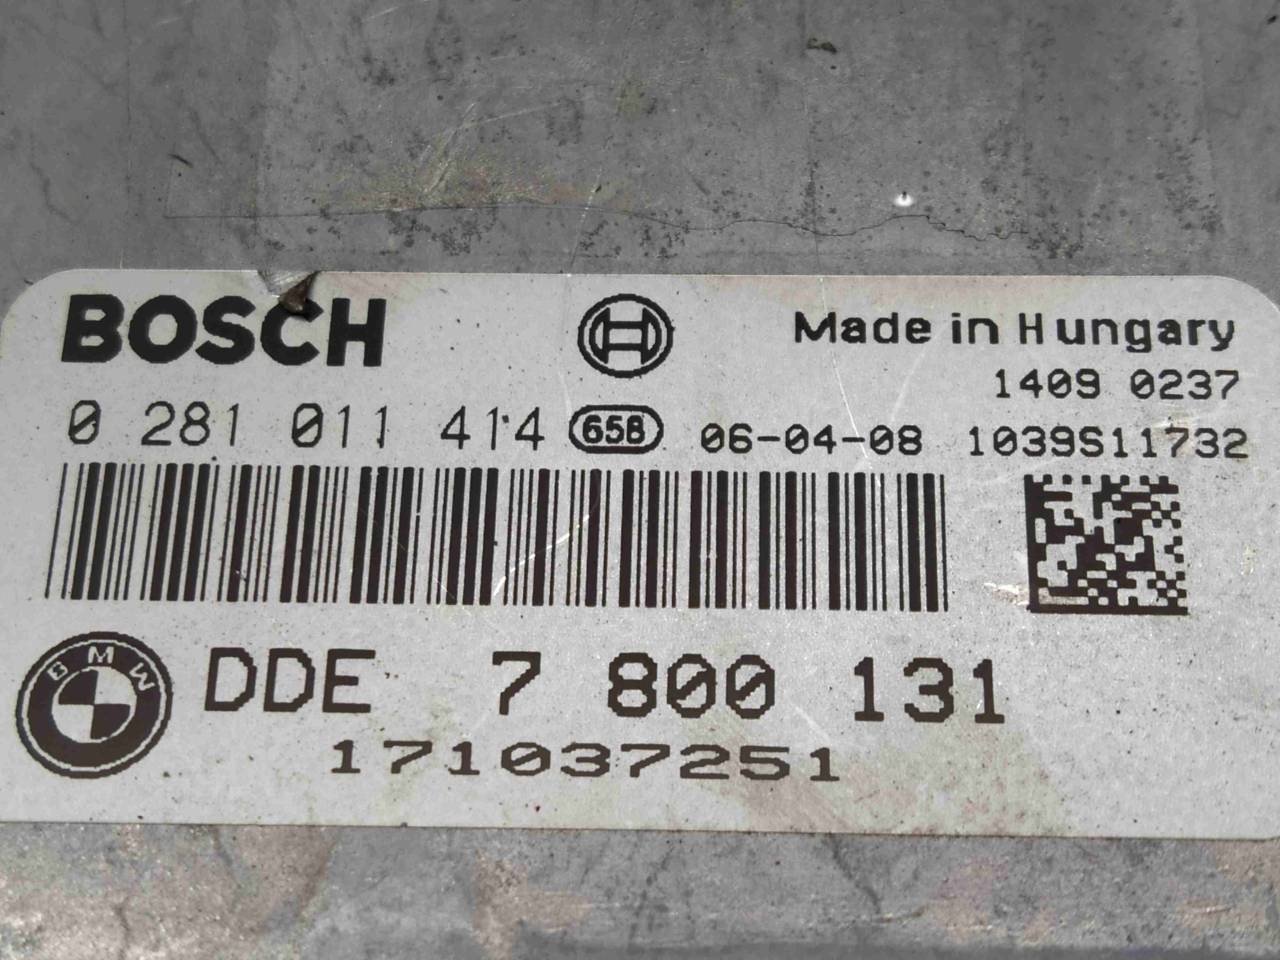 BOSCH
Made in Hungary
1409 0237
0 281 011 414 658 06-04-08 1039S11732
BMW
DDE 7 800 131
171037251